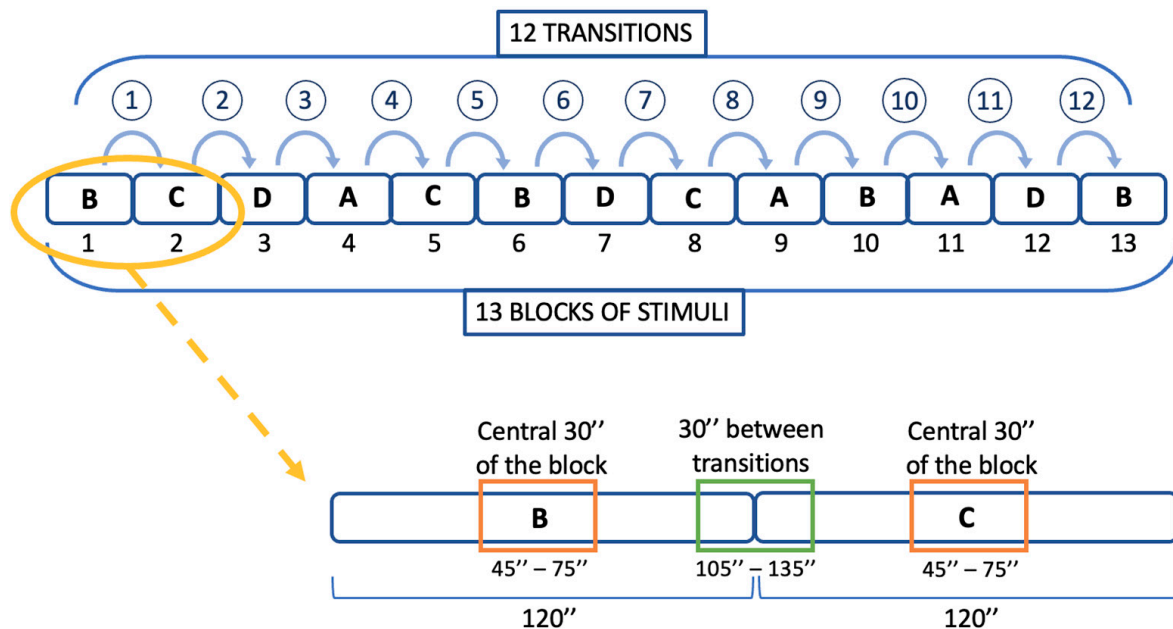 12 TRANSITIONS
1 2 3 4 5 6 7 8 9 10 11 12
B C D A C B D C A B A D B
1 2 3 4 5 6 7 8 9 10 11 12 13
13 BLOCKS OF STIMULI
Central 30’’ 30’’ between Central 30’’
of the block transitions of the block
B C
45’’ – 75’’ 105’’ – 135’’ 45’’ – 75’’
120’’ 120’’